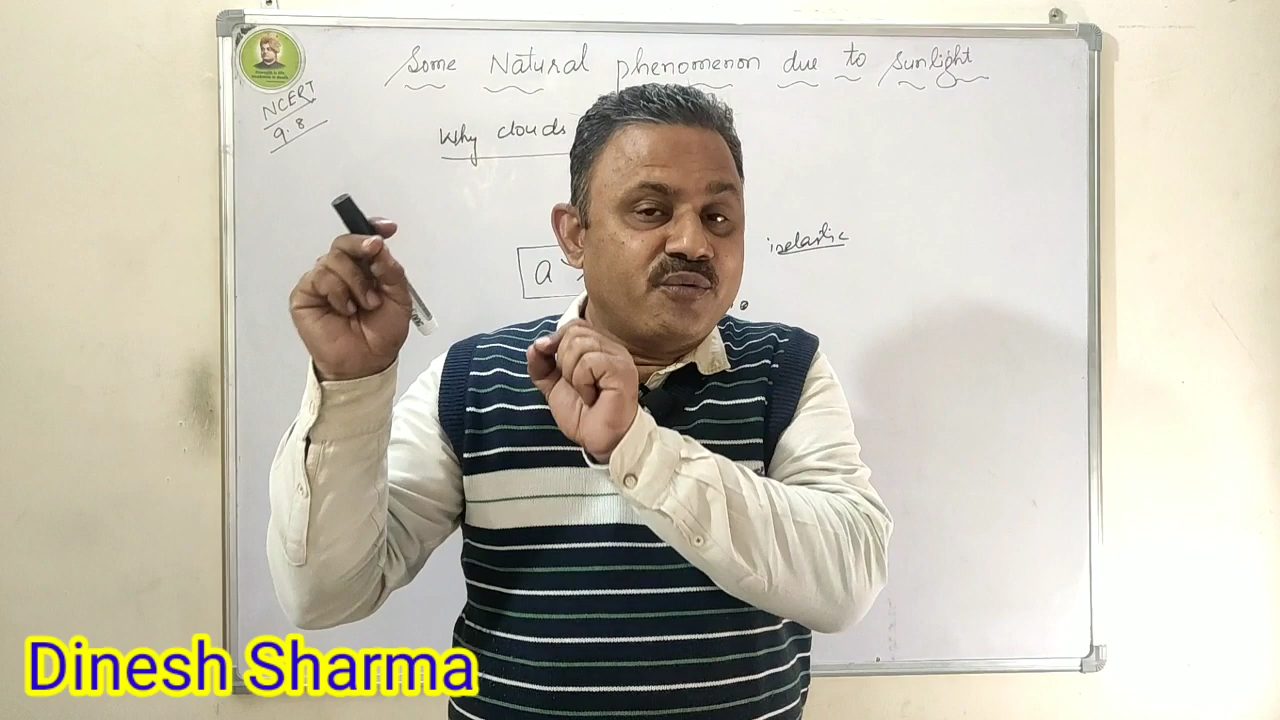 Some Natural phenomenon due to Sunlight
NCERT
9.8
Why clouds
a
inelastic
Dinesh Sharma